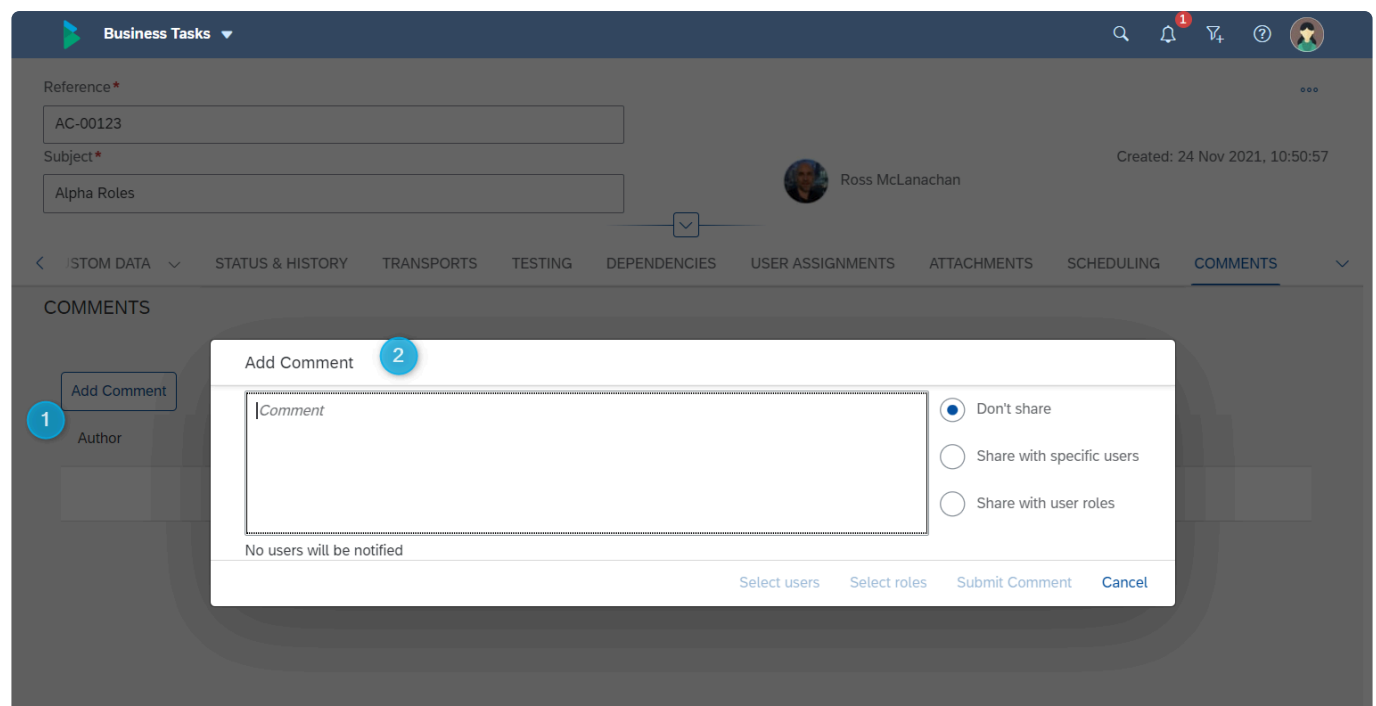 Business Tasks
1
Reference*
AC-00123
Subject*
Created: 24 Nov 2021, 10:50:57
Ross McLanachan
Alpha Roles
STOM DATA STATUS & HISTORY TRANSPORTS TESTING DEPENDENCIES USER ASSIGNMENTS ATTACHMENTS SCHEDULING COMMENTS
COMMENTS
Add Comment
1
Author
Add Comment 2
Comment
Don't share
Share with specific users
Share with user roles
No users will be notified
Select users Select roles Submit Comment Cancel